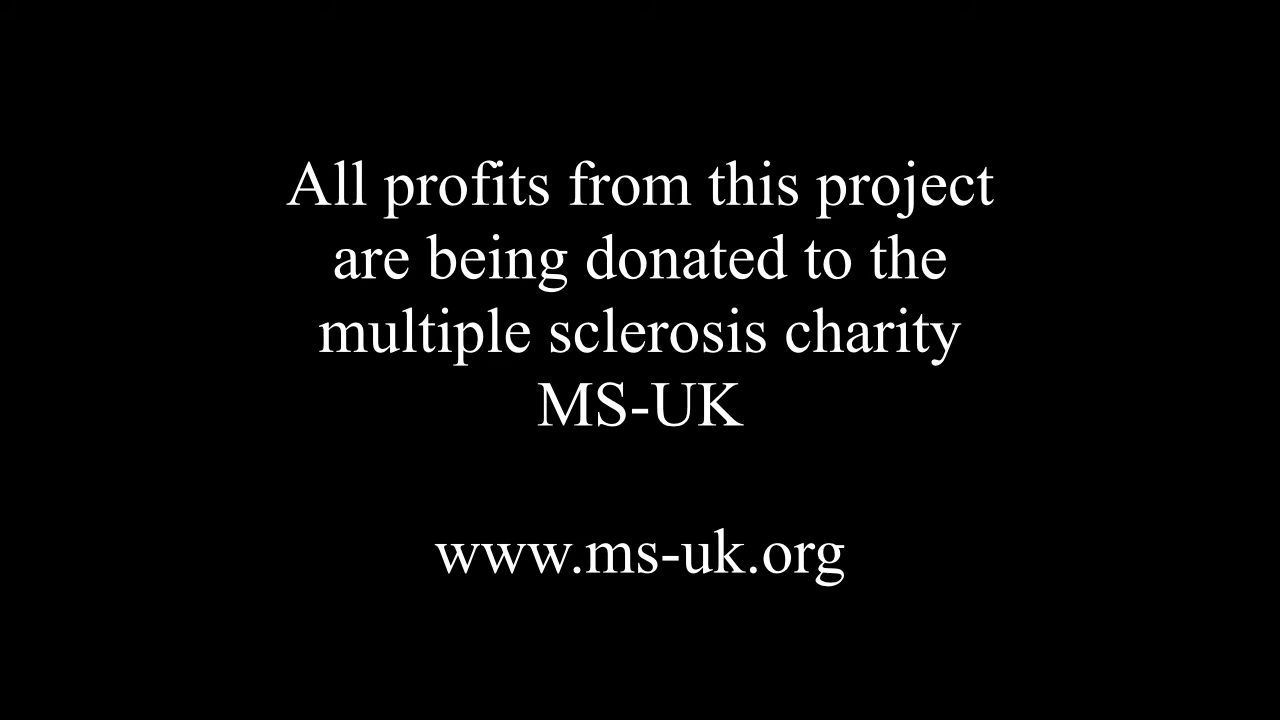 All profits from this project
are being donated to the
multiple sclerosis charity
MS-UK
www.ms-uk.org